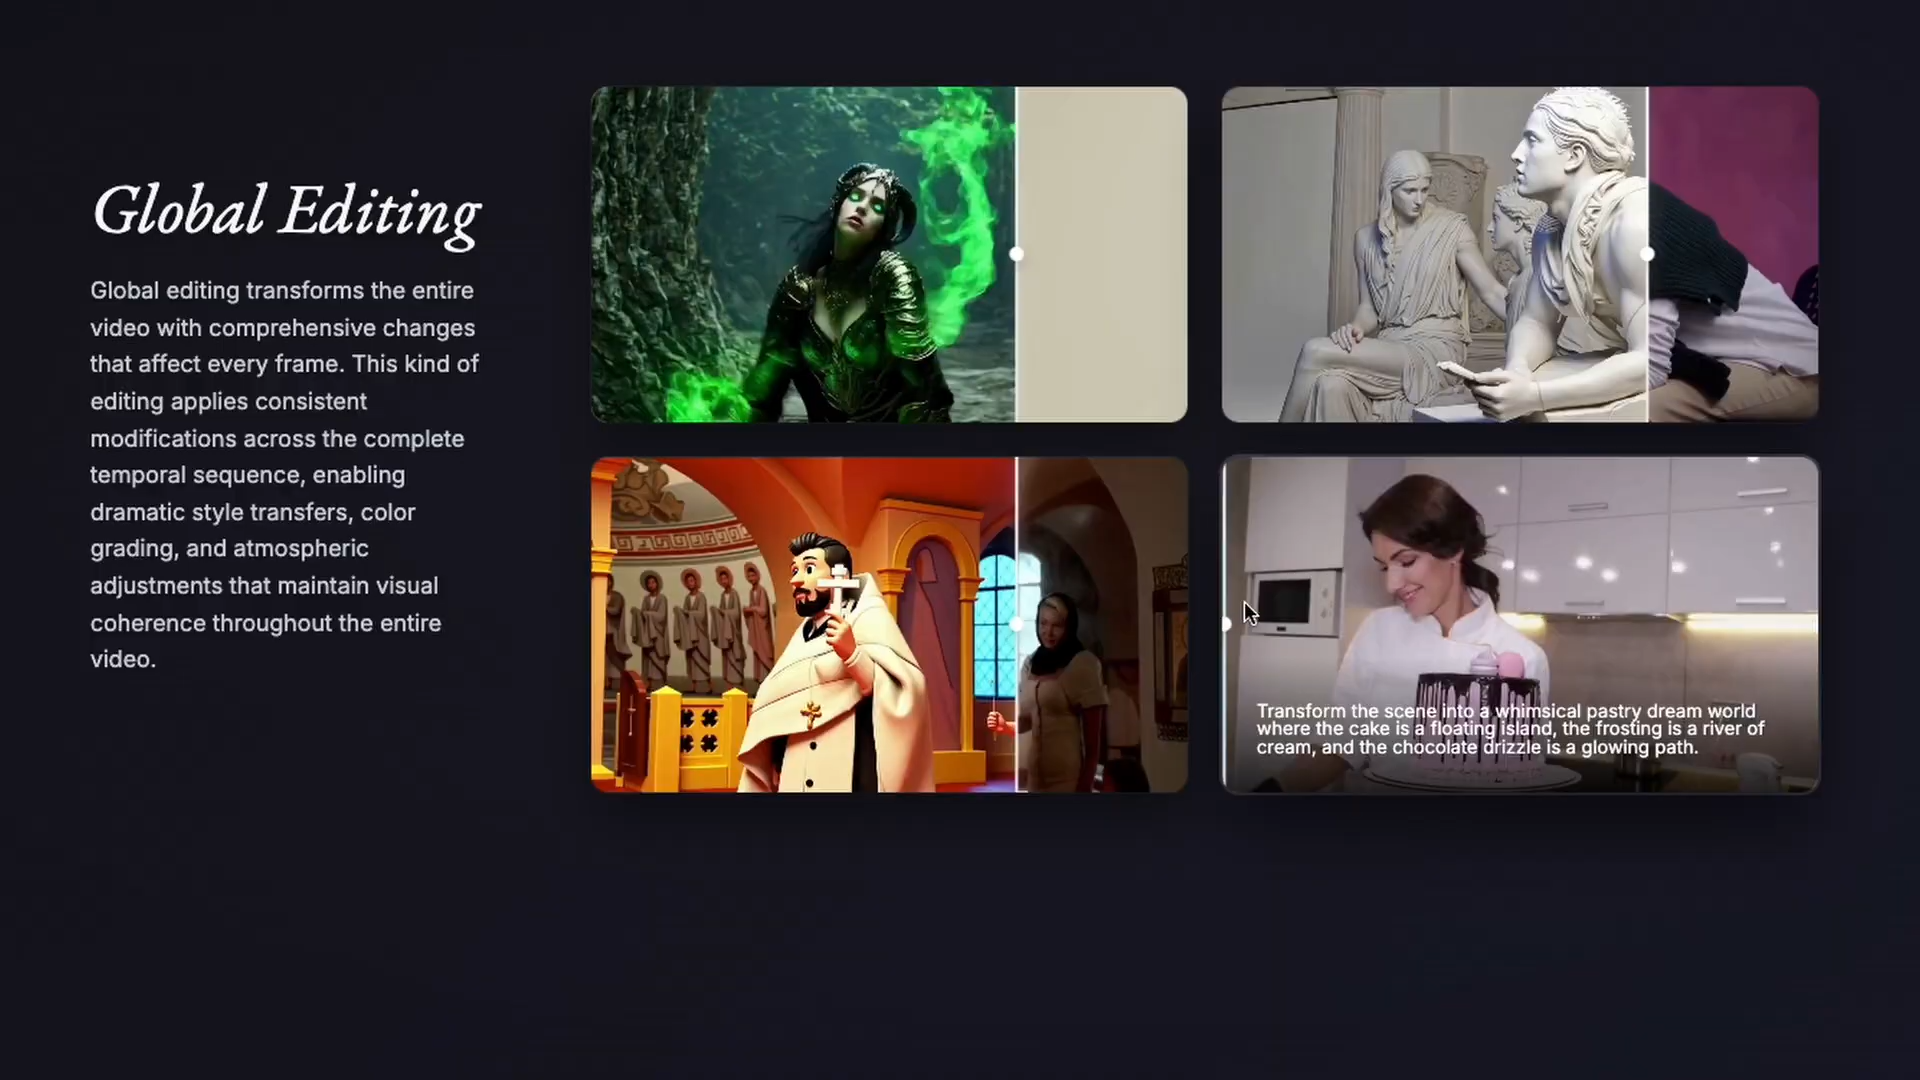 Global Editing
Global editing transforms the entire
video with comprehensive changes
that affect every frame. This kind of
editing applies consistent
modifications across the complete
temporal sequence, enabling
dramatic style transfers, color
grading, and atmospheric
adjustments that maintain visual
coherence throughout the entire
video.
Transform the scene into a whimsical pastry dream world
where the cake is a floating island, the frosting is a river of
cream, and the chocolate drizzle is a glowing path.